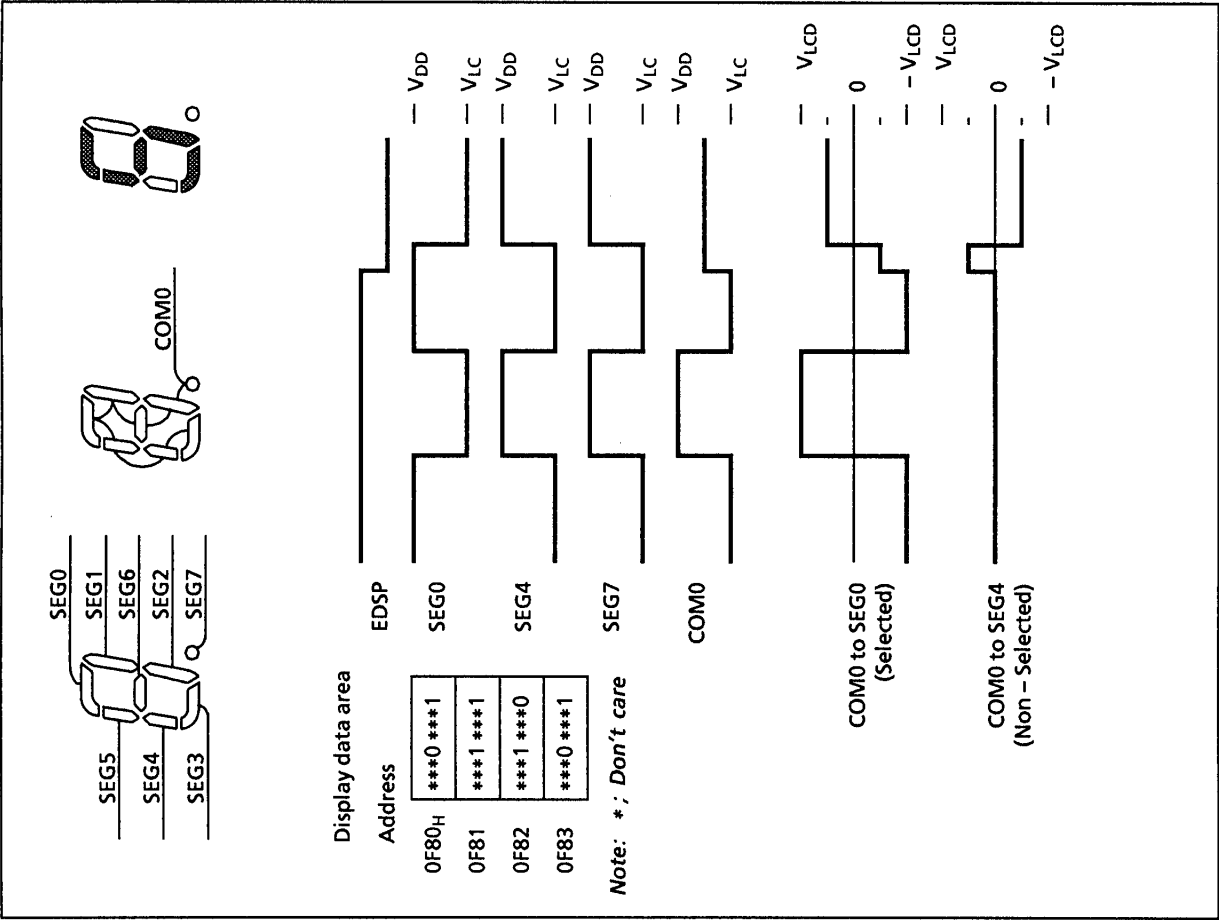 SEG0
SEG1
SEG6
SEG2
SEG7
SEG5
SEG4
SEG3
COM0
Display data area
Address
0F80H ***0 ***1
0F81 ***1 ***1
0F82 ***1 ***0
0F83 ***0 ***1
Note: * ; Don't care
EDSP
SEG0
VDD
VLC
SEG4
VDD
VLC
SEG7
VDD
VLC
COM0
VDD
VLC
COM0 to SEG0
(Selected)
VLCD
0
– VLCD
COM0 to SEG4
(Non – Selected)
VLCD
0
– VLCD